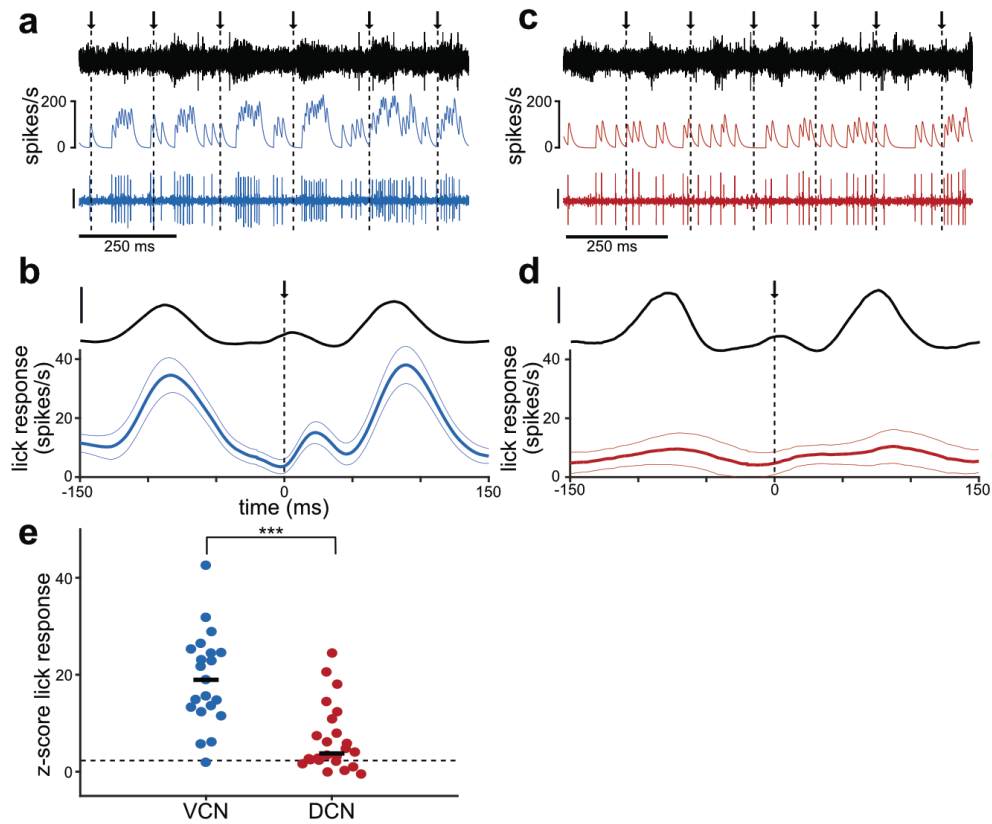 a
c
200
spikes/s
0
200
spikes/s
0
250 ms
250 ms
b
d
40
lick response
(spikes/s)
20
0
-150
0
150
time (ms)
40
lick response
(spikes/s)
20
0
-150
0
150
e
***
z-score lick response
40
20
0
VCN
DCN